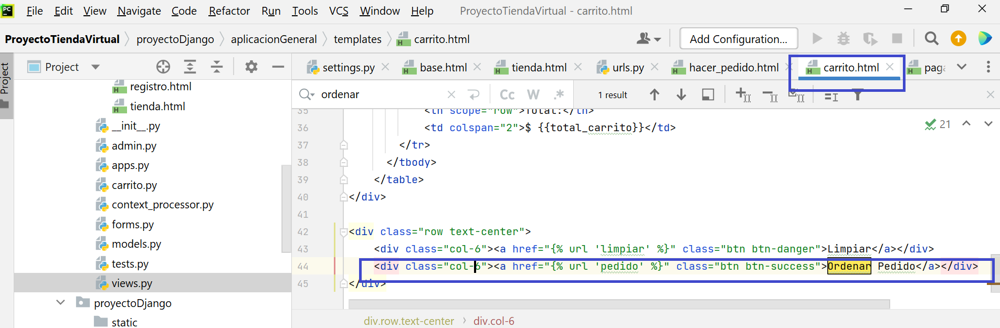 PC File Edit View Navigate Code Refactor Run Tools VCS Window Help ProyectoTiendaVirtual - carrito.html
ProyectoTiendaVirtual proyectoDjango aplicacionGeneral templates carrito.html Add Configuration...
Project
Project
settings.py base.html tienda.html urls.py hacer_pedido.html carrito.html paga
registro.html
tienda.html
__init__.py
admin.py
apps.py
carrito.py
context_processor.py
forms.py
models.py
tests.py
views.py
proyectoDjango
static
ordenar Cc W .* 1 result
35 <th scope="row">Total:</th>
36 <td colspan="2">$ {{total_carrito}}</td>
21
37 </tr>
38 </tbody>
39 </table>
40 </div>
41
42 <div class="row text-center">
43 <div class="col-6"><a href="{% url 'limpiar' %}" class="btn btn-danger">Limpiar</a></div>
44 <div class="col-6"><a href="{% url 'pedido' %}" class="btn btn-success">Ordenar Pedido</a></div>
45 </div>
div.row.text-center › div.col-6